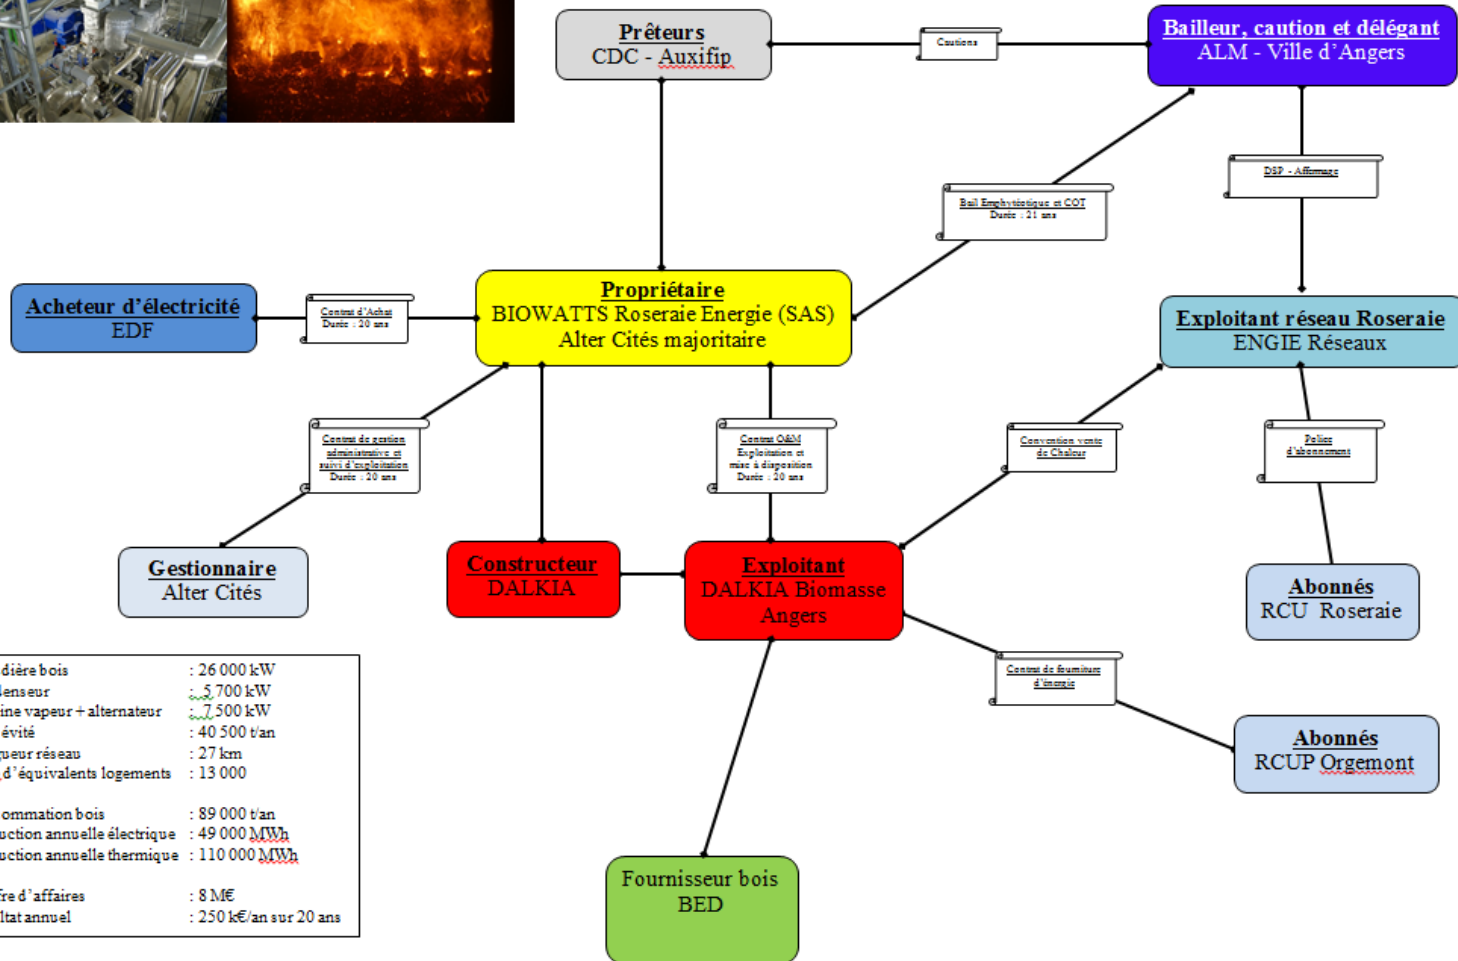 Prêteurs
CDC - Auxifip
Cautions
Bailleur, caution et délégant
ALM - Ville d'Angers
DSP - Affermage
Bail Emphytéotique et COT
Durée : 21 ans
Acheteur d'électricité
EDF
Contrat d'Achat
Durée : 20 ans
Propriétaire
BIOWATTS Roseraie Energie (SAS)
Alter Cités majoritaire
Exploitant réseau Roseraie
ENGIE Réseaux
Contrat de gestion
administrative et
suivi d'exploitation
Durée : 20 ans
Contrat O&M
Exploitation et
mise à disposition
Durée : 20 ans
Convention vente
de Chaleur
Police
d'abonnement
Gestionnaire
Alter Cités
Constructeur
DALKIA
Exploitant
DALKIA Biomasse
Angers
Abonnés
RCU Roseraie
Contrat de fourniture
d'énergie
Abonnés
RCUP Orgemont
Fournisseur bois
BED
dière bois : 26 000 kW
denseur : 5 700 kW
ine vapeur + alternateur : 7 500 kW
évité : 40 500 t/an
gueur réseau : 27 km
d'équivalents logements : 13 000
ommation bois : 89 000 t/an
uction annuelle électrique : 49 000 MWh
uction annuelle thermique : 110 000 MWh
fre d'affaires : 8 M€
ltat annuel : 250 k€/an sur 20 ans